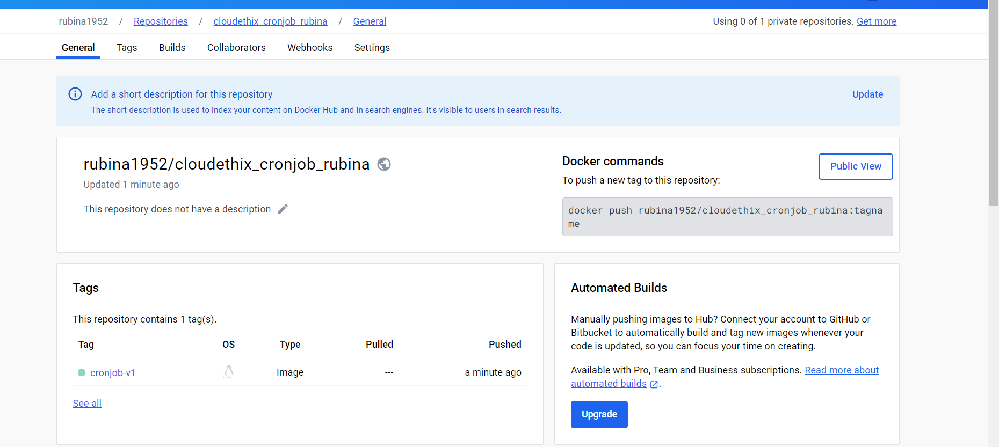 rubina1952 / Repositories / cloudethix_cronjob_rubina / General
Using 0 of 1 private repositories. Get more
General Tags Builds Collaborators Webhooks Settings
Add a short description for this repository
Update
The short description is used to index your content on Docker Hub and in search engines. It's visible to users in search results.
rubina1952/cloudethix_cronjob_rubina
Updated 1 minute ago
This repository does not have a description
Docker commands
Public View
To push a new tag to this repository:
docker push rubina1952/cloudethix_cronjob_rubina:tagna
me
Tags
This repository contains 1 tag(s).
Tag OS Type Pulled Pushed
cronjob-v1 Image --- a minute ago
See all
Automated Builds
Manually pushing images to Hub? Connect your account to GitHub or
Bitbucket to automatically build and tag new images whenever your
code is updated, so you can focus your time on creating.
Available with Pro, Team and Business subscriptions. Read more about
automated builds .
Upgrade